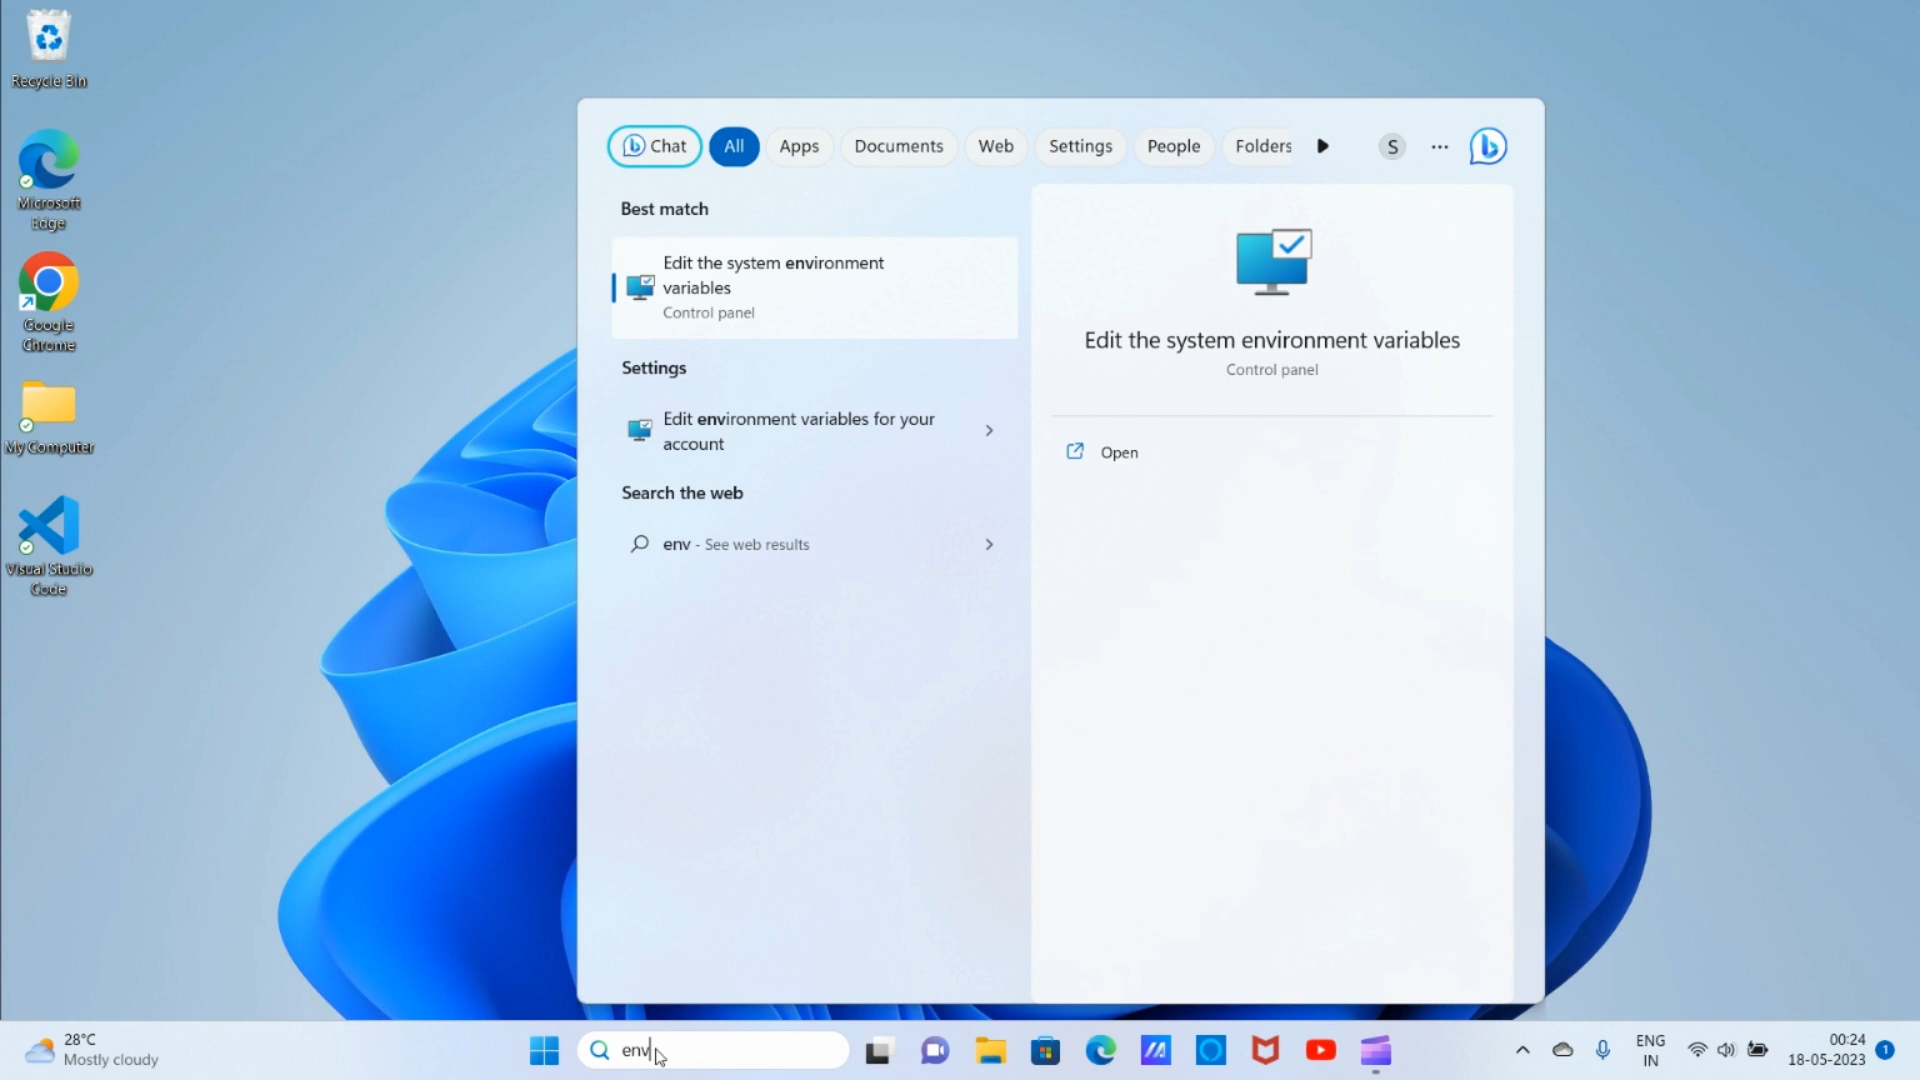 Recycle Bin
Microsoft
Edge
Google
Chrome
My Computer
Visual Studio
Code
Chat
All
Apps
Documents
Web
Settings
People
Folders
S
Best match
Edit the system environment
variables
Control panel
Settings
Edit environment variables for your
account
Search the web
env - See web results
Edit the system environment variables
Control panel
Open
28°C
Mostly cloudy
env
ENG
IN
00:24
18-05-2023
1